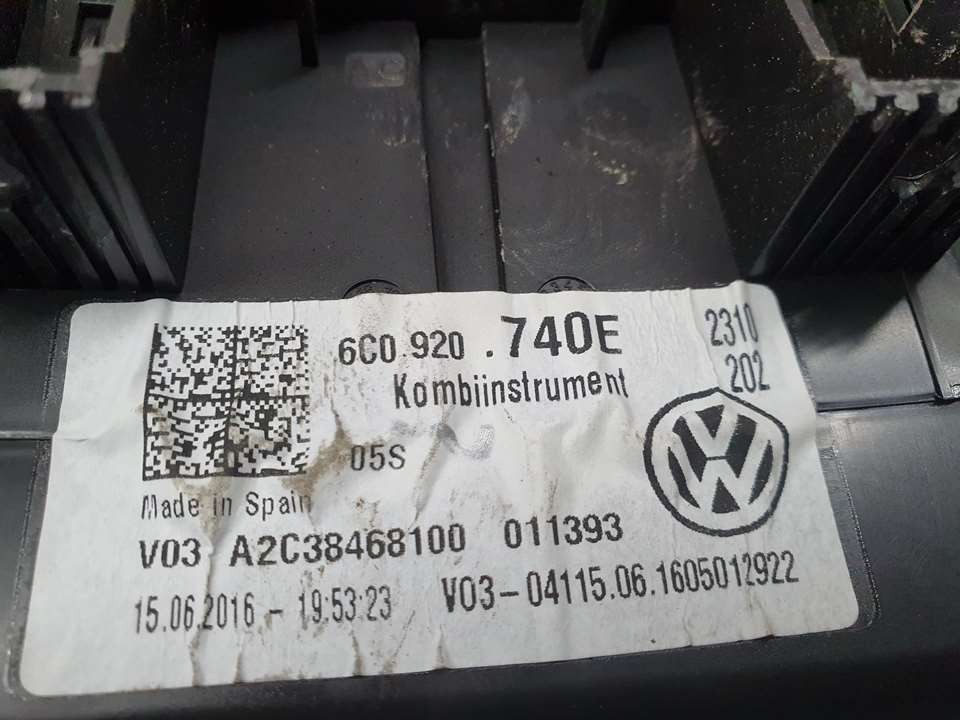 6C0 920 .740E
2310
202
Kombiinstrument
05S
Made in Spain
V03 A2C38468100 011393
15.06.2016 - 19:53:23
V03-04115.06.1605012922